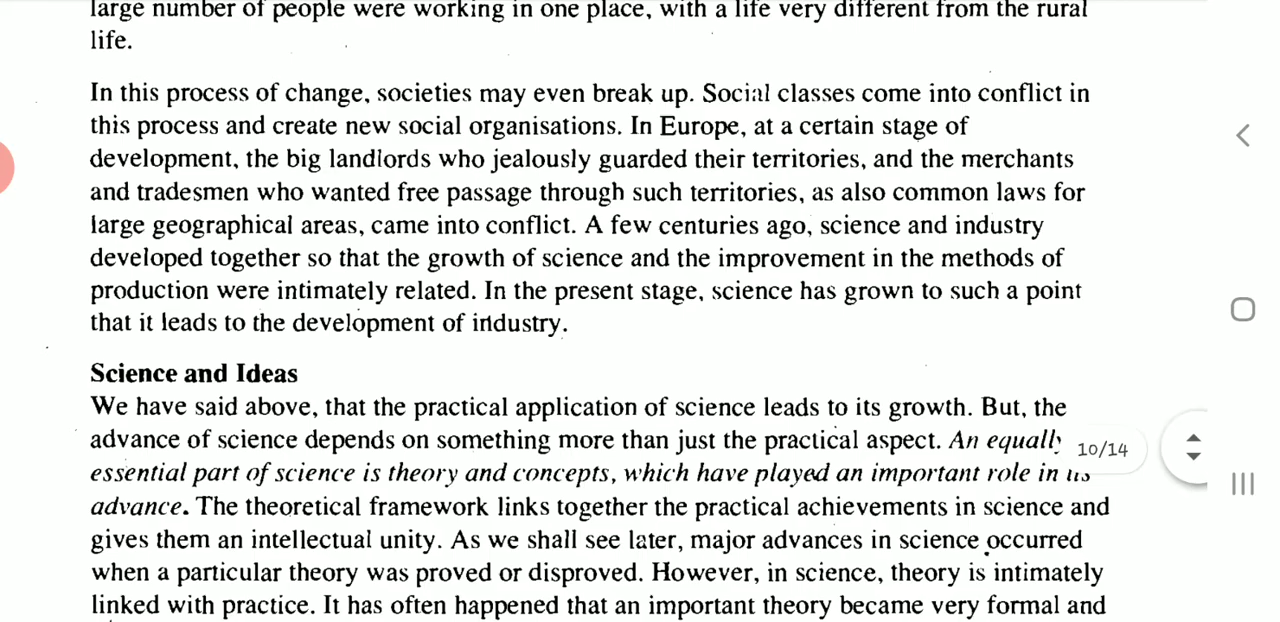 large number of people were working in one place, with a life very different from the rural
life.
In this process of change, societies may even break up. Social classes come into conflict in
this process and create new social organisations. In Europe, at a certain stage of
development, the big landlords who jealously guarded their territories, and the merchants
and tradesmen who wanted free passage through such territories, as also common laws for
large geographical areas, came into conflict. A few centuries ago, science and industry
developed together so that the growth of science and the improvement in the methods of
production were intimately related. In the present stage, science has grown to such a point
that it leads to the development of industry.
Science and Ideas
We have said above, that the practical application of science leads to its growth. But, the
advance of science depends on something more than just the practical aspect. An equally
10/14
essential part of science is theory and concepts, which have played an important role in its
advance. The theoretical framework links together the practical achievements in science and
gives them an intellectual unity. As we shall see later, major advances in science occurred
when a particular theory was proved or disproved. However, in science, theory is intimately
linked with practice. It has often happened that an important theory became very formal and